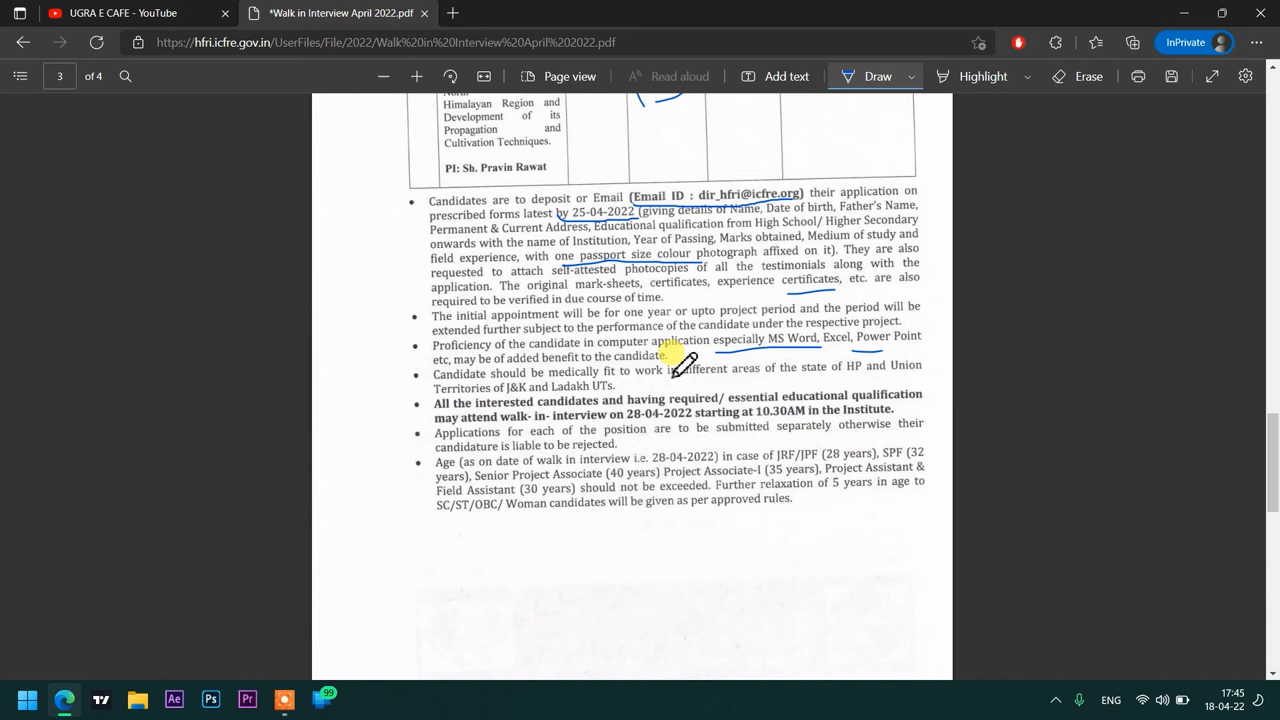 UGRA E CAFE - YouTube
*Walk in Interview April 2022.pdf
https://hfri.icfre.gov.in/UserFiles/File/2022/Walk%20in%20Interview%20April%202022.pdf
InPrivate
3 of 4
Page view
Read aloud
Add text
Draw
Highlight
Erase
Himalayan Region and
Development of its
Propagation and
Cultivation Techniques.
PI: Sh. Pravin Rawat
• Candidates are to deposit or Email (Email ID : dir_hfri@icfre.org) their application on
prescribed forms latest by 25-04-2022 (giving details of Name, Date of birth, Father's Name,
Permanent & Current Address, Educational qualification from High School/ Higher Secondary
onwards with the name of Institution, Year of Passing, Marks obtained, Medium of study and
field experience, with one passport size colour photograph affixed on it). They are also
requested to attach self-attested photocopies of all the testimonials along with the
application. The original mark-sheets, certificates, experience certificates, etc. are also
required to be verified in due course of time.
• The initial appointment will be for one year or upto project period and the period will be
extended further subject to the performance of the candidate under the respective project.
• Proficiency of the candidate in computer application especially MS Word, Excel, Power Point
etc, may be of added benefit to the candidate.
• Candidate should be medically fit to work in different areas of the state of HP and Union
Territories of J&K and Ladakh UTs.
• All the interested candidates and having required/ essential educational qualification
may attend walk- in- interview on 28-04-2022 starting at 10.30AM in the Institute.
• Applications for each of the position are to be submitted separately otherwise their
candidature is liable to be rejected.
• Age (as on date of walk in interview i.e. 28-04-2022) in case of JRF/JPF (28 years), SPF (32
years), Senior Project Associate (40 years) Project Associate-I (35 years), Project Assistant &
Field Assistant (30 years) should not be exceeded. Further relaxation of 5 years in age to
SC/ST/OBC/ Woman candidates will be given as per approved rules.
Ae
Ps
Pr
99
ENG
17:45
18-04-22